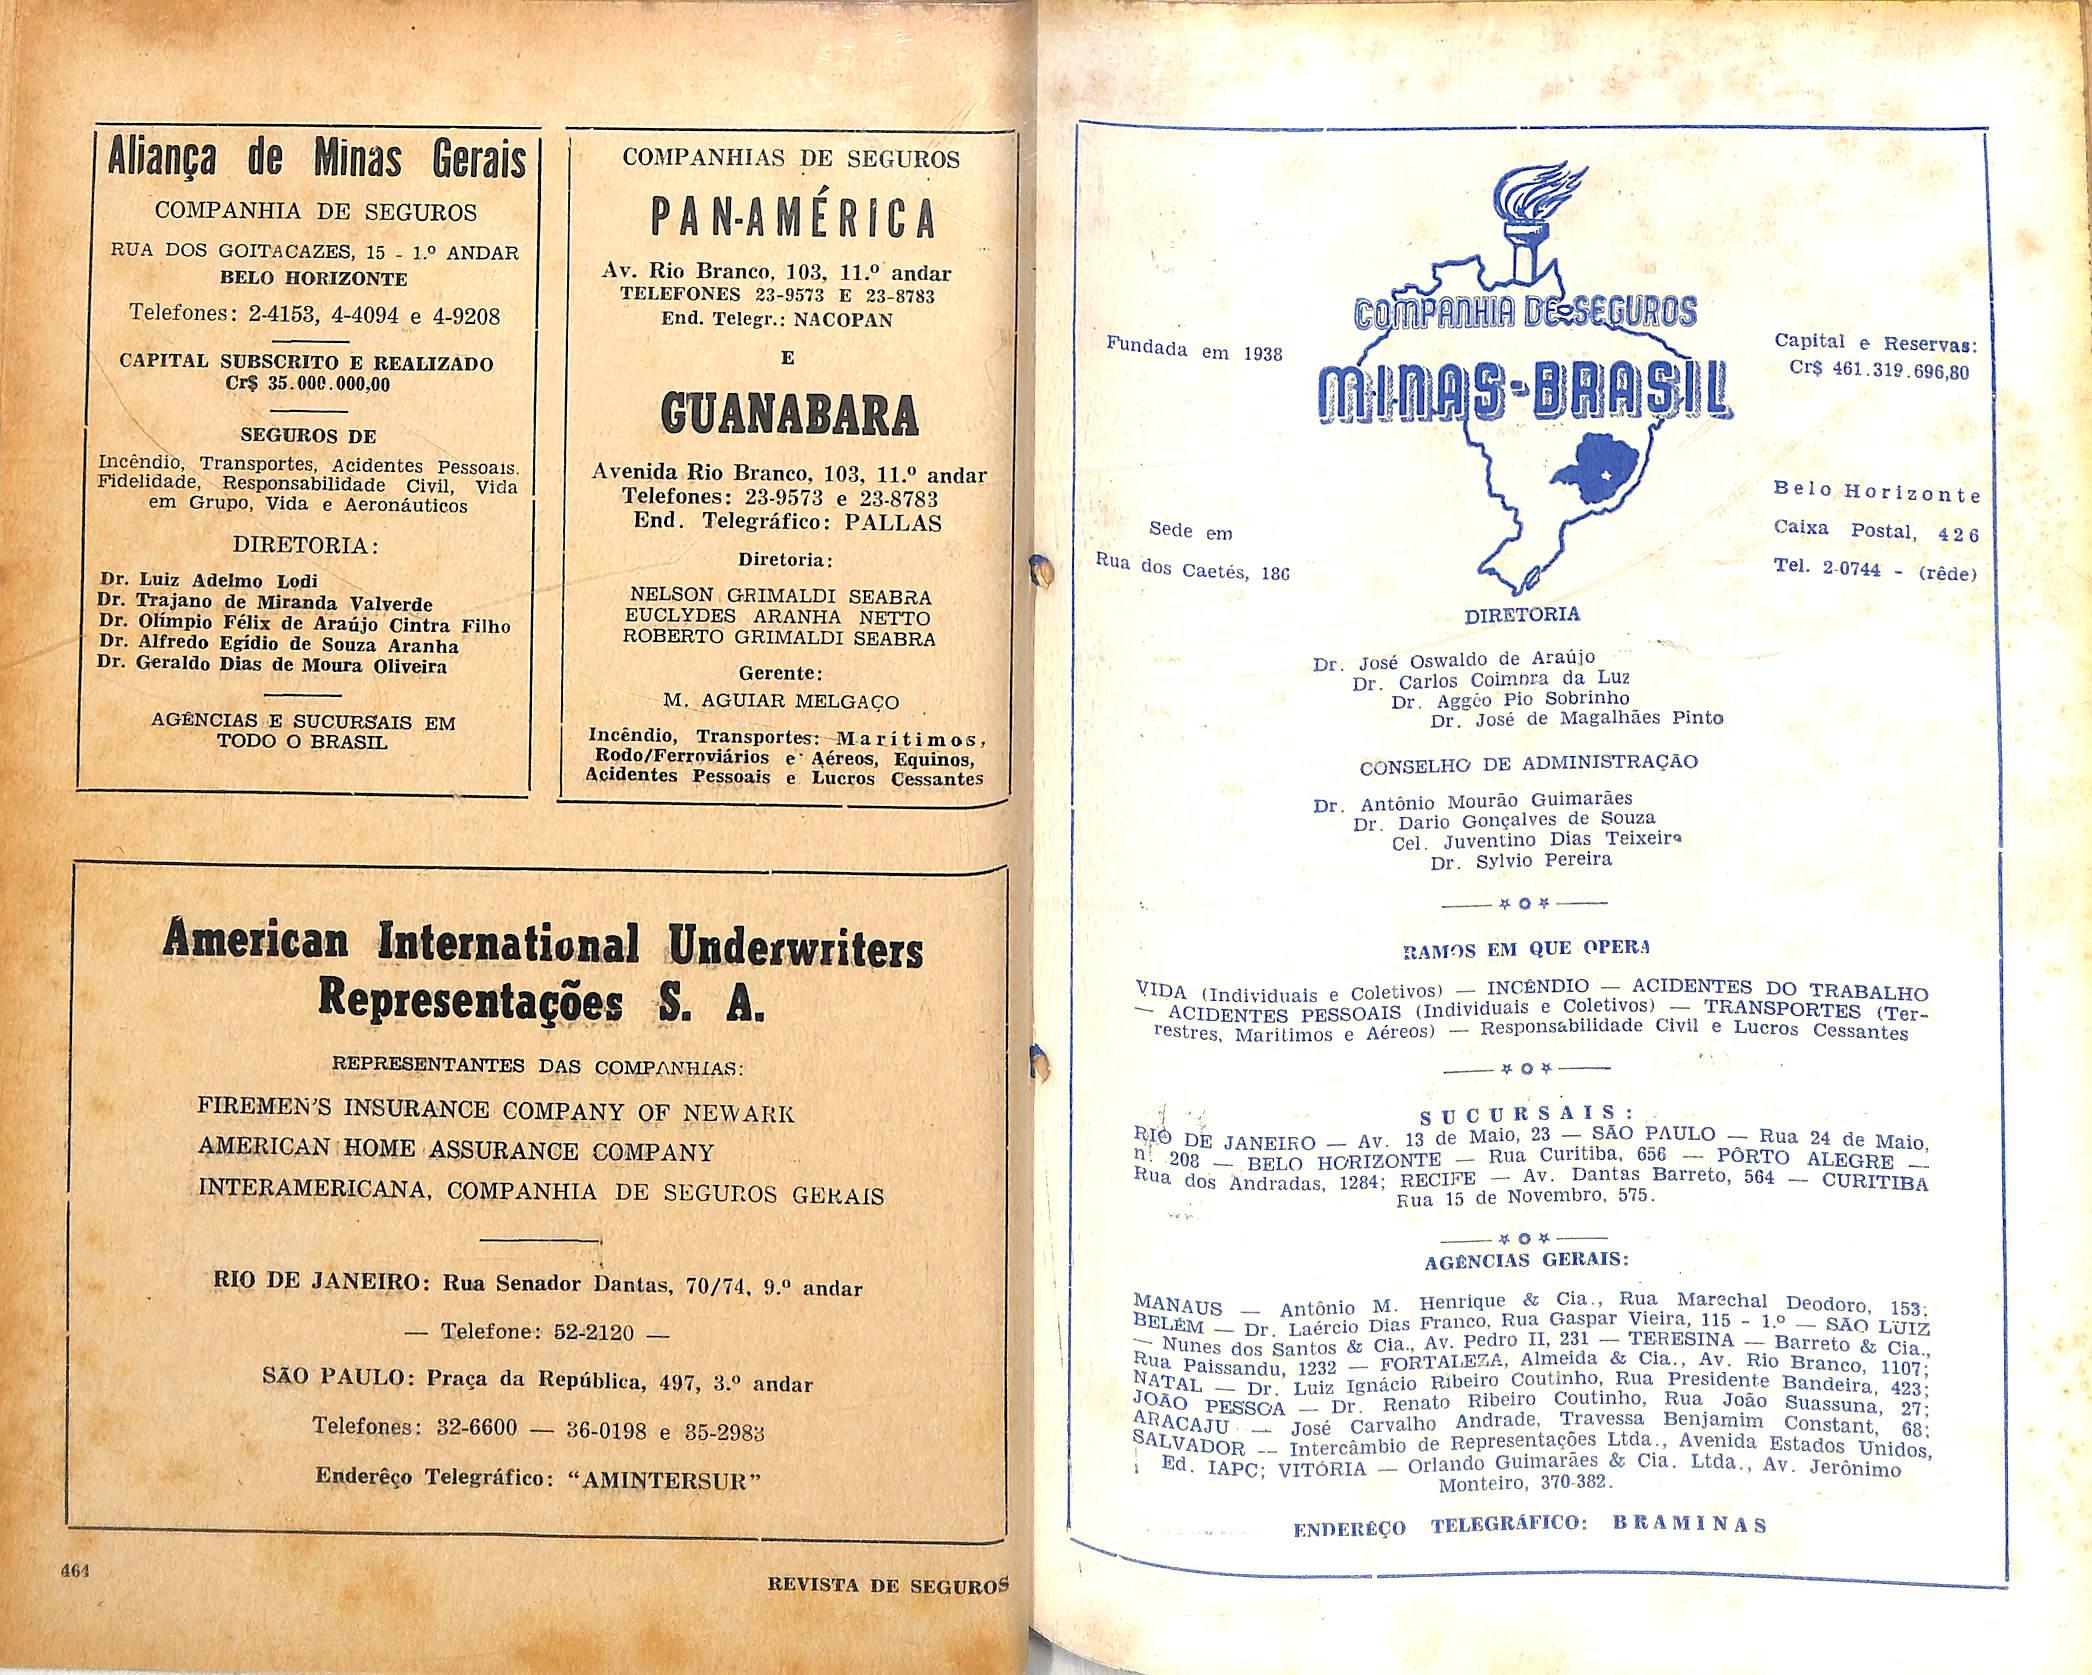 Aliança de Minas Gerais
COMPANHIA DE SEGUROS
RUA DOS GOITACAZES, 15 - 1.º ANDAR
BELO HORIZONTE
Telefones: 2-4153, 4-4094 e 4-9208
CAPITAL SUBSCRITO E REALIZADO
Cr$ 35.000.000,00
SEGUROS DE
Incêndio, Transportes, Acidentes Pessoais.
Fidelidade, Responsabilidade Civil, Vida
em Grupo, Vida e Aeronáuticos
DIRETORIA:
Dr. Luiz Adelmo Lodi
Dr. Trajano de Miranda Valverde
Dr. Olímpio Félix de Araújo Cintra Filho
Dr. Alfredo Egídio de Souza Aranha
Dr. Geraldo Dias de Moura Oliveira
AGÊNCIAS E SUCURSAIS EM
TODO O BRASIL
COMPANHIAS DE SEGUROS
PAN-AMÉRICA
Av. Rio Branco, 103, 11.º andar
TELEFONES 23-9573 E 23-8783
End. Telegr.: NACOPAN
E
GUANABARA
Avenida Rio Branco, 103, 11.º andar
Telefones: 23-9573 e 23-8783
End. Telegráfico: PALLAS
Diretoria:
NELSON GRIMALDI SEABRA
EUCLYDES ARANHA NETTO
ROBERTO GRIMALDI SEABRA
Gerente:
M. AGUIAR MELGAÇO
Incêndio, Transportes: Marítimos,
Rodo/Ferroviários e Aéreos, Equinos,
Acidentes Pessoais e Lucros Cessantes
American International Underwriters
Representações S. A.
REPRESENTANTES DAS COMPANHIAS:
FIREMEN'S INSURANCE COMPANY OF NEWARK
AMERICAN HOME ASSURANCE COMPANY
INTERAMERICANA, COMPANHIA DE SEGUROS GERAIS
RIO DE JANEIRO: Rua Senador Dantas, 70/74, 9.º andar
— Telefone: 52-2120 —
SÃO PAULO: Praça da República, 497, 3.º andar
Telefones: 32-6600 — 36-0198 e 35-2983
Enderêço Telegráfico: "AMINTERSUR"
464
REVISTA DE SEGUROS
COMPANHIA DE SEGUROS
MINAS-BRASIL
Fundada em 1938
Capital e Reservas:
Cr$ 461.319.696,80
Sede em
Rua dos Caetés, 186
Belo Horizonte
Caixa Postal, 426
Tel. 2-0744 - (rêde)
DIRETORIA
Dr. José Oswaldo de Araújo
Dr. Carlos Coimbra da Luz
Dr. Aggêo Pio Sobrinho
Dr. José de Magalhães Pinto
CONSELHO DE ADMINISTRAÇÃO
Dr. Antônio Mourão Guimarães
Dr. Dario Gonçalves de Souza
Cel. Juventino Dias Teixeira
Dr. Sylvio Pereira
RAMOS EM QUE OPERA
VIDA (Individuais e Coletivos) — INCÊNDIO — ACIDENTES DO TRABALHO
— ACIDENTES PESSOAIS (Individuais e Coletivos) — TRANSPORTES (Ter-
restres, Marítimos e Aéreos) — Responsabilidade Civil e Lucros Cessantes
SUCURSAIS:
RIO DE JANEIRO — Av. 13 de Maio, 23 — SÃO PAULO — Rua 24 de Maio,
n. 208 — BELO HORIZONTE — Rua Curitiba, 656 — PÔRTO ALEGRE —
Rua dos Andradas, 1284; RECIFE — Av. Dantas Barreto, 564 — CURITIBA
Rua 15 de Novembro, 575.
AGÊNCIAS GERAIS:
MANAUS — Antônio M. Henrique & Cia., Rua Marechal Deodoro, 153;
BELÉM — Dr. Laércio Dias Franco, Rua Gaspar Vieira, 115 - 1.º — SÃO LUIZ
— Nunes dos Santos & Cia., Av. Pedro II, 231 — TERESINA — Barreto & Cia.,
Rua Paissandu, 1232 — FORTALEZA, Almeida & Cia., Av. Rio Branco, 1107;
NATAL — Dr. Luiz Ignácio Ribeiro Coutinho, Rua Presidente Bandeira, 423;
JOÃO PESSOA — Dr. Renato Ribeiro Coutinho, Rua João Suassuna, 27;
ARACAJU — José Carvalho Andrade, Travessa Benjamim Constant, 68;
SALVADOR — Intercâmbio de Representações Ltda., Avenida Estados Unidos,
Ed. IAPC; VITÓRIA — Orlando Guimarães & Cia. Ltda., Av. Jerônimo
Monteiro, 370-382.
ENDERÊÇO TELEGRÁFICO: BRAMINAS